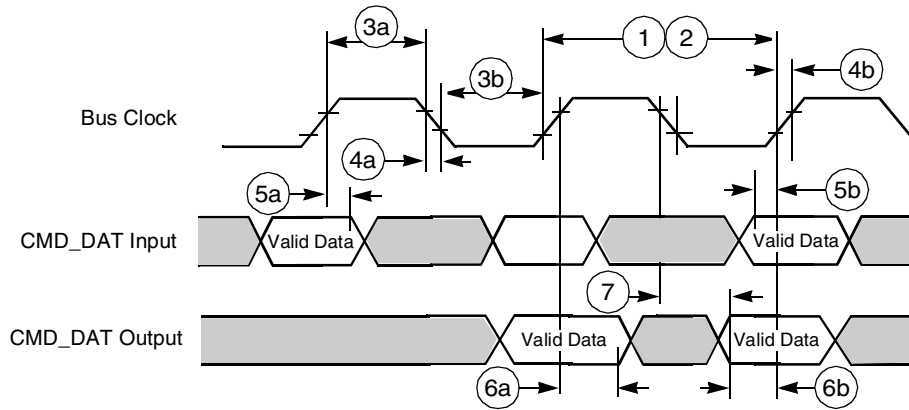 3a
1 2
3b
4b
Bus Clock
4a
5a
5b
CMD_DAT Input
Valid Data
Valid Data
7
CMD_DAT Output
Valid Data
Valid Data
6a
6b